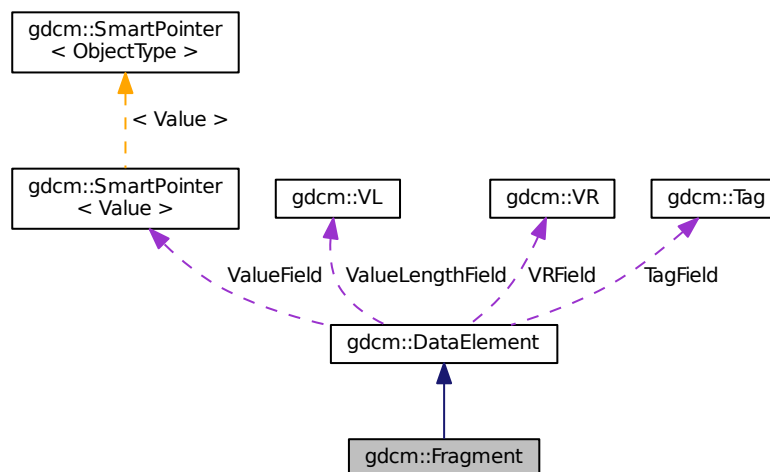 gdcm::SmartPointer
< ObjectType >
< Value >
gdcm::SmartPointer
< Value >
gdcm::VL
gdcm::VR
gdcm::Tag
ValueField
ValueLengthField
VRField
TagField
gdcm::DataElement
gdcm::Fragment